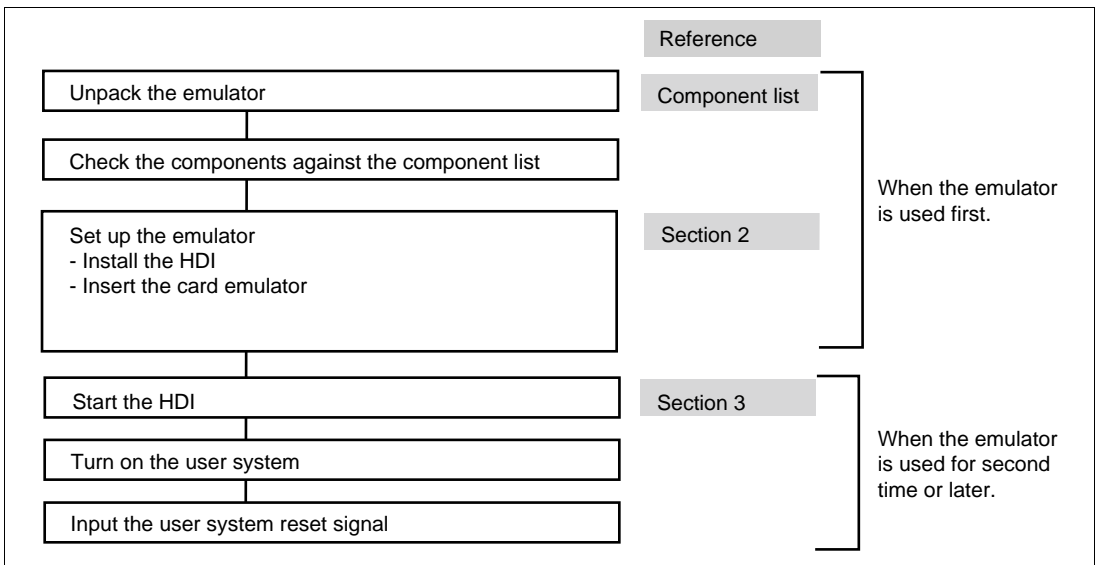 Reference
Unpack the emulator
Component list
Check the components against the component list
When the emulator
is used first.
Set up the emulator
- Install the HDI
- Insert the card emulator
Section 2
Start the HDI
Section 3
Turn on the user system
When the emulator
is used for second
time or later.
Input the user system reset signal